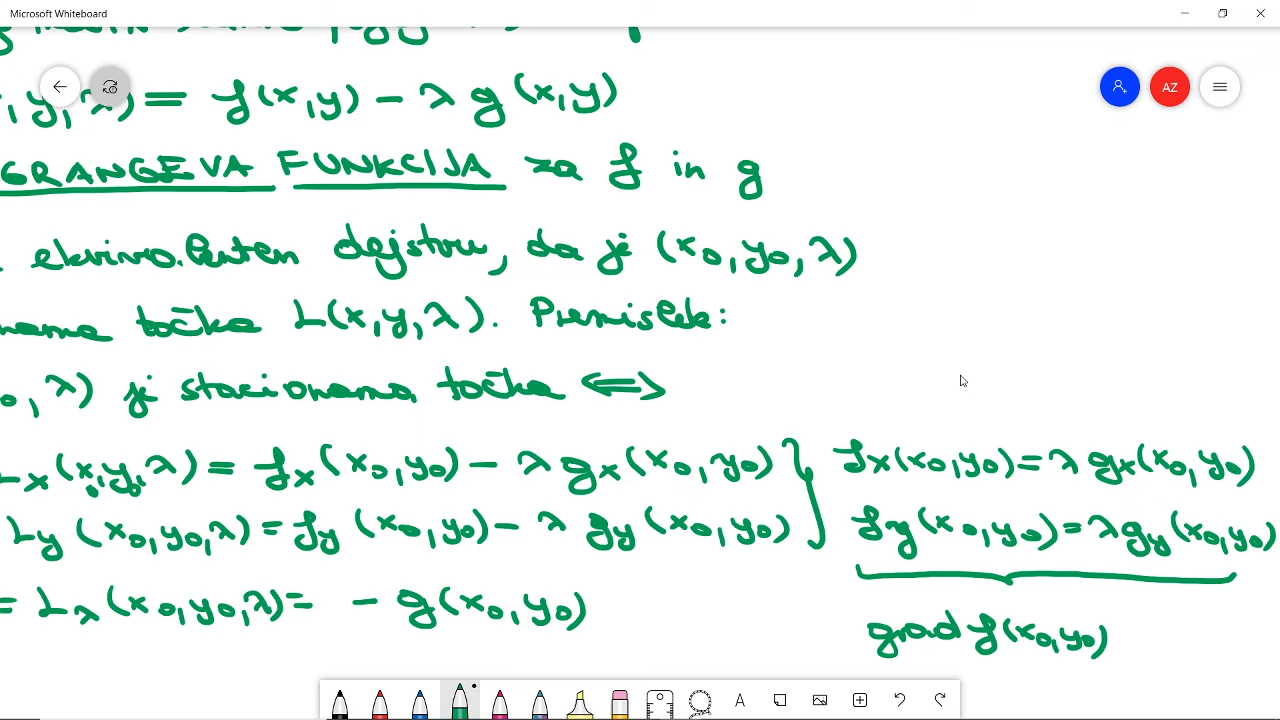 Microsoft Whiteboard
, y, λ) = f(x,y) - λ g(x,y)
GRANGEVA FUNKCIJA za f in g
AZ
ekvivalenten dejstvu, da je (x₀, y₀, λ)
točka L(x,y,λ). Premislek:
₀, λ) je stacionarna točka ⟺
Lx(x₀,y₀,λ) = fx(x₀,y₀) - λ gx(x₀,y₀) } fx(x₀,y₀) = λ gx(x₀,y₀)
Ly(x₀,y₀,λ) = fy(x₀,y₀) - λ gy(x₀,y₀) fy(x₀,y₀) = λ gy(x₀,y₀)
= Lλ(x₀,y₀,λ) = - g(x₀,y₀)
grad f(x₀,y₀)
A